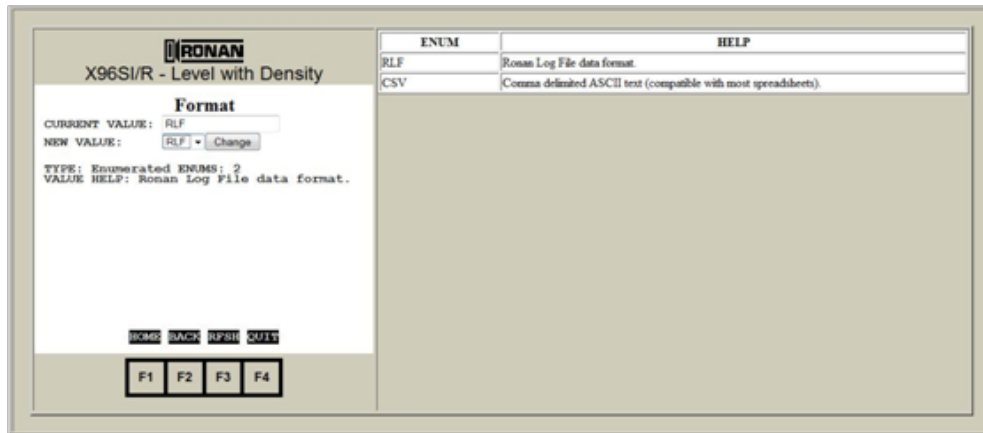 RONAN
X96SI/R - Level with Density
Format
CURRENT VALUE: RLF
NEW VALUE: RLF Change
TYPE: Enumerated ENUMS: 2
VALUE HELP: Ronan Log File data format.
HOME BACK RFSH QUIT
F1 F2 F3 F4
ENUM HELP
RLF Ronan Log File data format.
CSV Comma delimited ASCII text (compatible with most spreadsheets).